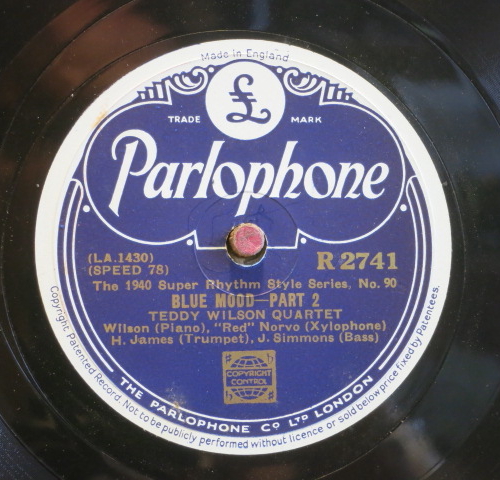 Made in England
£
TRADE MARK
Parlophone
(LA.1430)
(SPEED 78)
R 2741
The 1940 Super Rhythm Style Series, No. 90
BLUE MOOD—PART 2
TEDDY WILSON QUARTET
Wilson (Piano), "Red" Norvo (Xylophone)
H. James (Trumpet), J. Simmons (Bass)
COPYRIGHT
CONTROL
THE PARLOPHONE Cº LTD LONDON
Copyright. Patented Record. Not to be publicly performed without licence or sold below price fixed by Patentees.